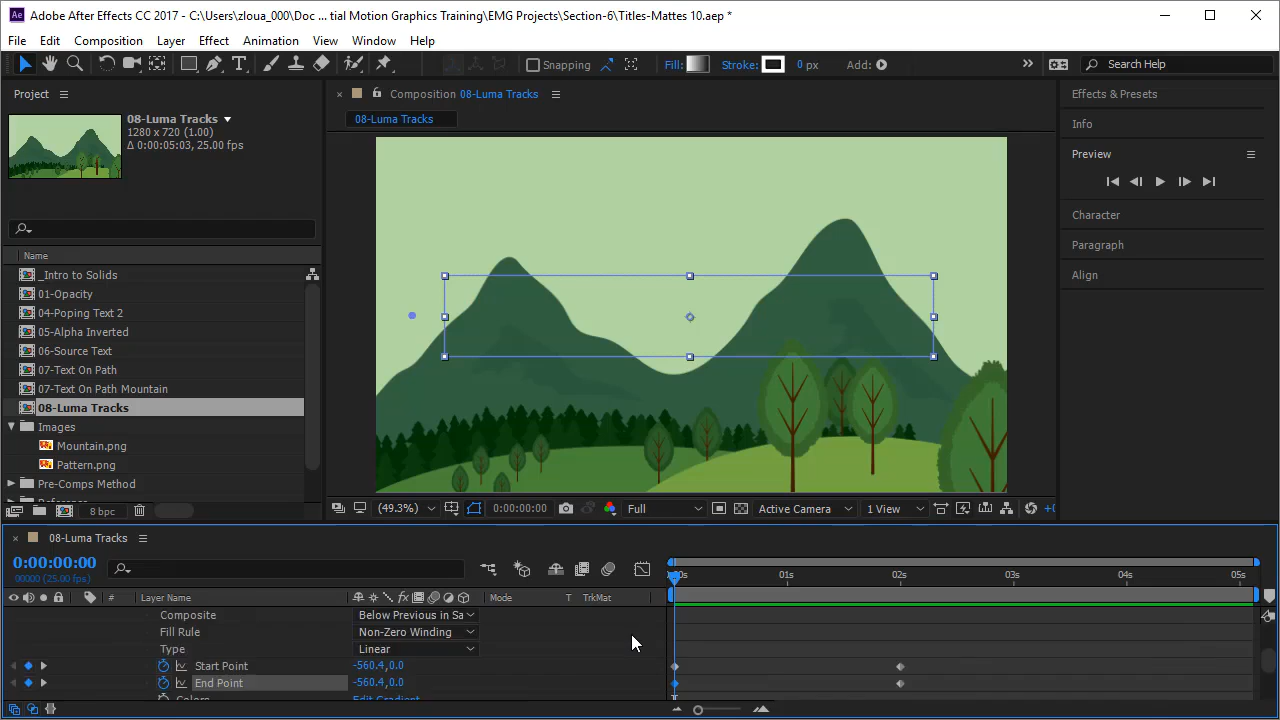 Adobe After Effects CC 2017 - C:\Users\zloua_000\Doc ... tial Motion Graphics Training\EMG Projects\Section-6\Titles-Mattes 10.aep *
File Edit Composition Layer Effect Animation View Window Help
Snapping Fill: Stroke: 0 px Add: Search Help
Project
Composition 08-Luma Tracks
Effects & Presets
08-Luma Tracks
1280 x 720 (1.00)
Δ 0:00:05:03, 25.00 fps
08-Luma Tracks
Info
Preview
Character
Paragraph
Align
Name
_Intro to Solids
01-Opacity
04-Poping Text 2
05-Alpha Inverted
06-Source Text
07-Text On Path
07-Text On Path Mountain
08-Luma Tracks
Images
Mountain.png
Pattern.png
Pre-Comps Method
8 bpc
(49.3%) 0:00:00:00 Full Active Camera 1 View +0
08-Luma Tracks
0:00:00:00
00000 (25.00 fps)
01s 02s 03s 04s 05s
# Layer Name Mode T TrkMat
Composite Below Previous in Sa
Fill Rule Non-Zero Winding
Type Linear
Start Point -560.4,0.0
End Point -560.4,0.0
Colors Edit Gradient